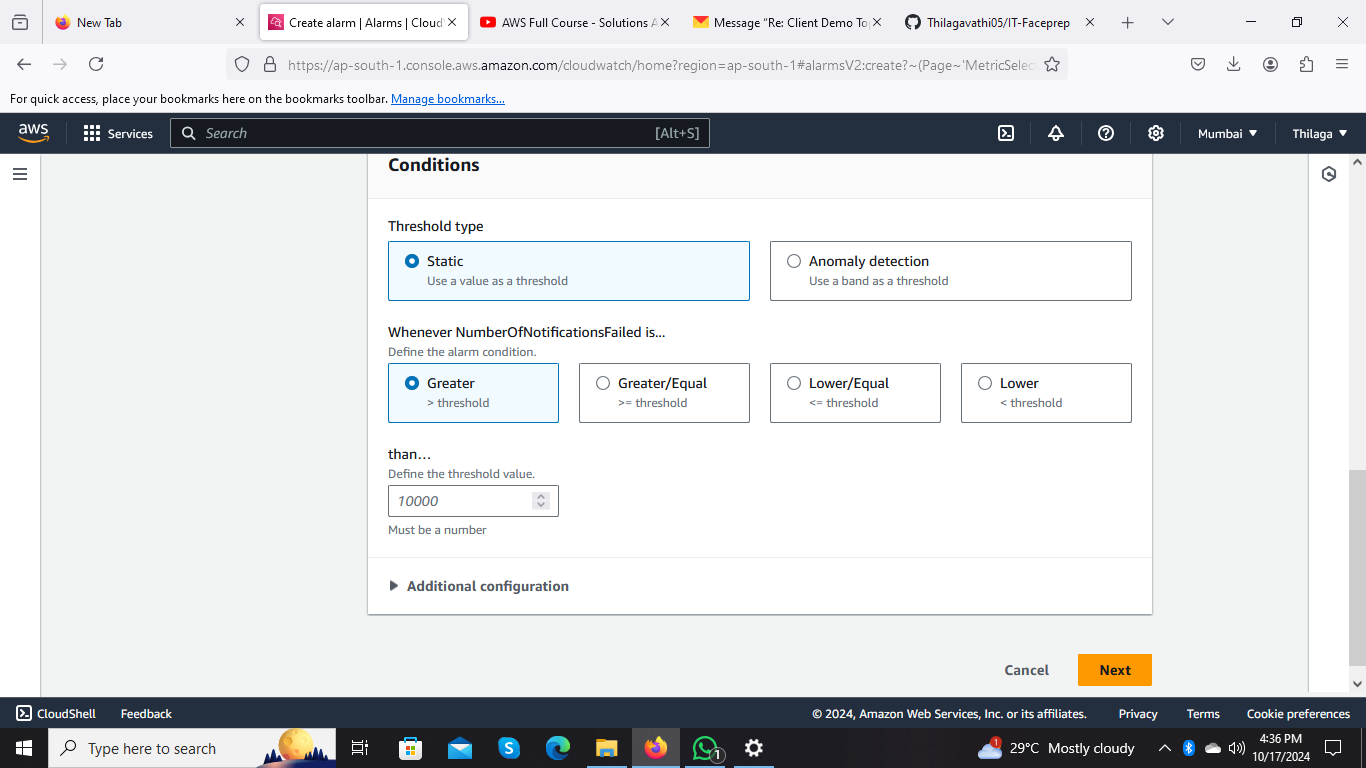 New Tab
Create alarm | Alarms | Cloud
AWS Full Course - Solutions A
Message "Re: Client Demo To
Thilagavathi05/IT-Faceprep
https://ap-south-1.console.aws.amazon.com/cloudwatch/home?region=ap-south-1#alarmsV2:create?~(Page~'MetricSelec
For quick access, place your bookmarks here on the bookmarks toolbar. Manage bookmarks...
aws
Services
Search
[Alt+S]
Mumbai
Thilaga
Conditions
Threshold type
Static
Use a value as a threshold
Anomaly detection
Use a band as a threshold
Whenever NumberOfNotificationsFailed is...
Define the alarm condition.
Greater
> threshold
Greater/Equal
>= threshold
Lower/Equal
<= threshold
Lower
< threshold
than...
Define the threshold value.
10000
Must be a number
Additional configuration
Cancel
Next
CloudShell
Feedback
© 2024, Amazon Web Services, Inc. or its affiliates.
Privacy
Terms
Cookie preferences
Type here to search
1
29°C Mostly cloudy
1
4:36 PM
10/17/2024